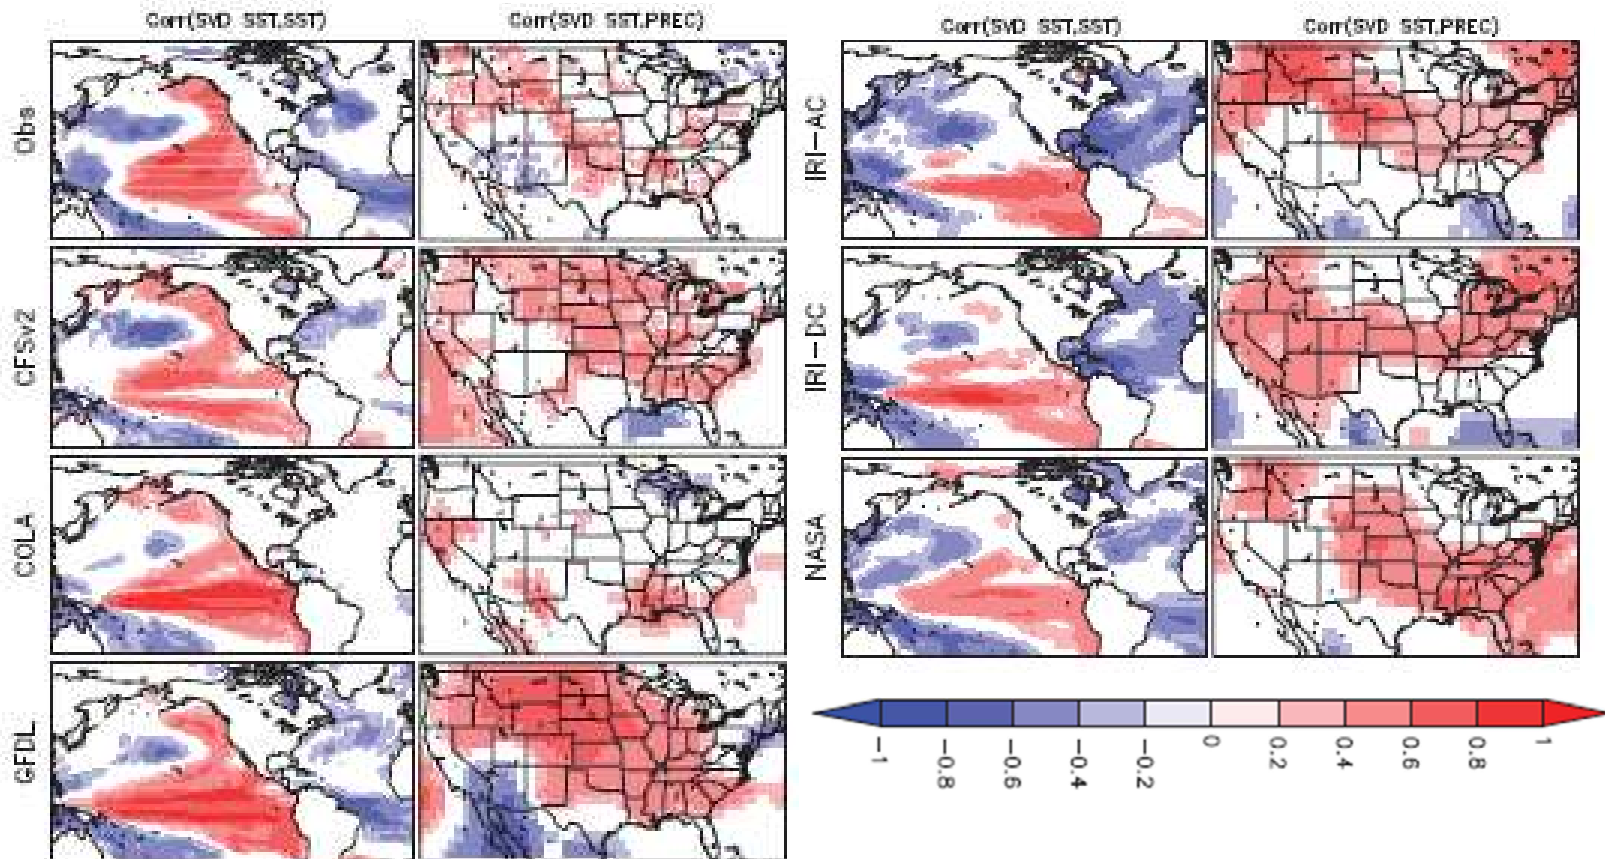 Corr(SVD SST,SST)
Corr(SVD SST,PREC)
Corr(SVD SST,SST)
Corr(SVD SST,PREC)
Obs
CFSv2
COLA
GFDL
IRI-AC
IRI-DC
NASA
-1
-0.8
-0.6
-0.4
-0.2
0
0.2
0.4
0.6
0.8
1